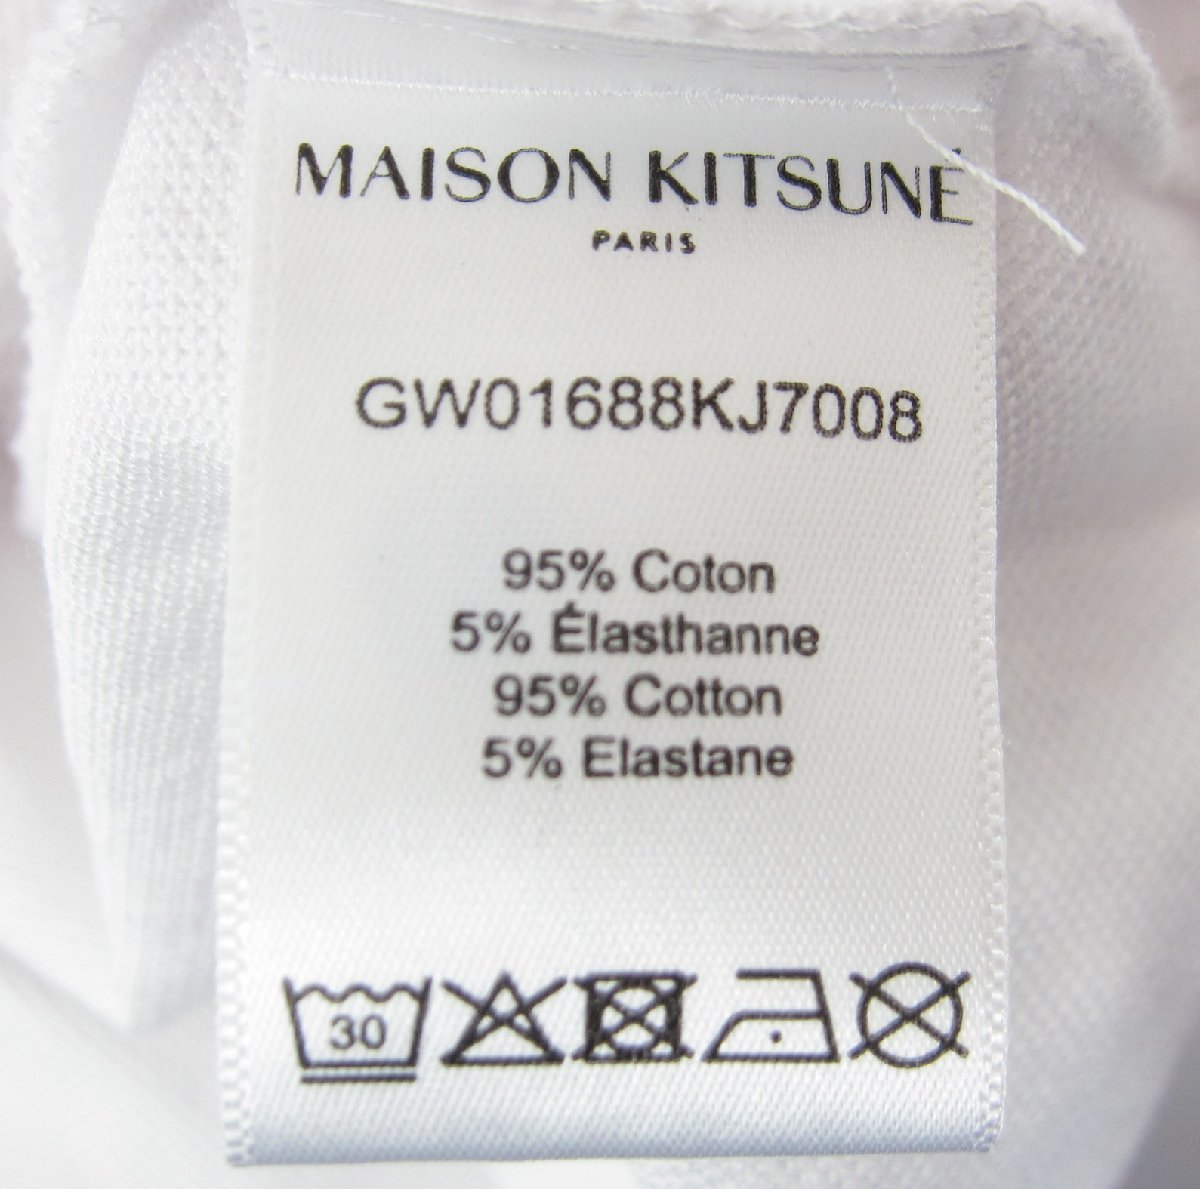 MAISON KITSUNÉ
PARIS
GW01688KJ7008
95% Coton
5% Élasthanne
95% Cotton
5% Elastane
30